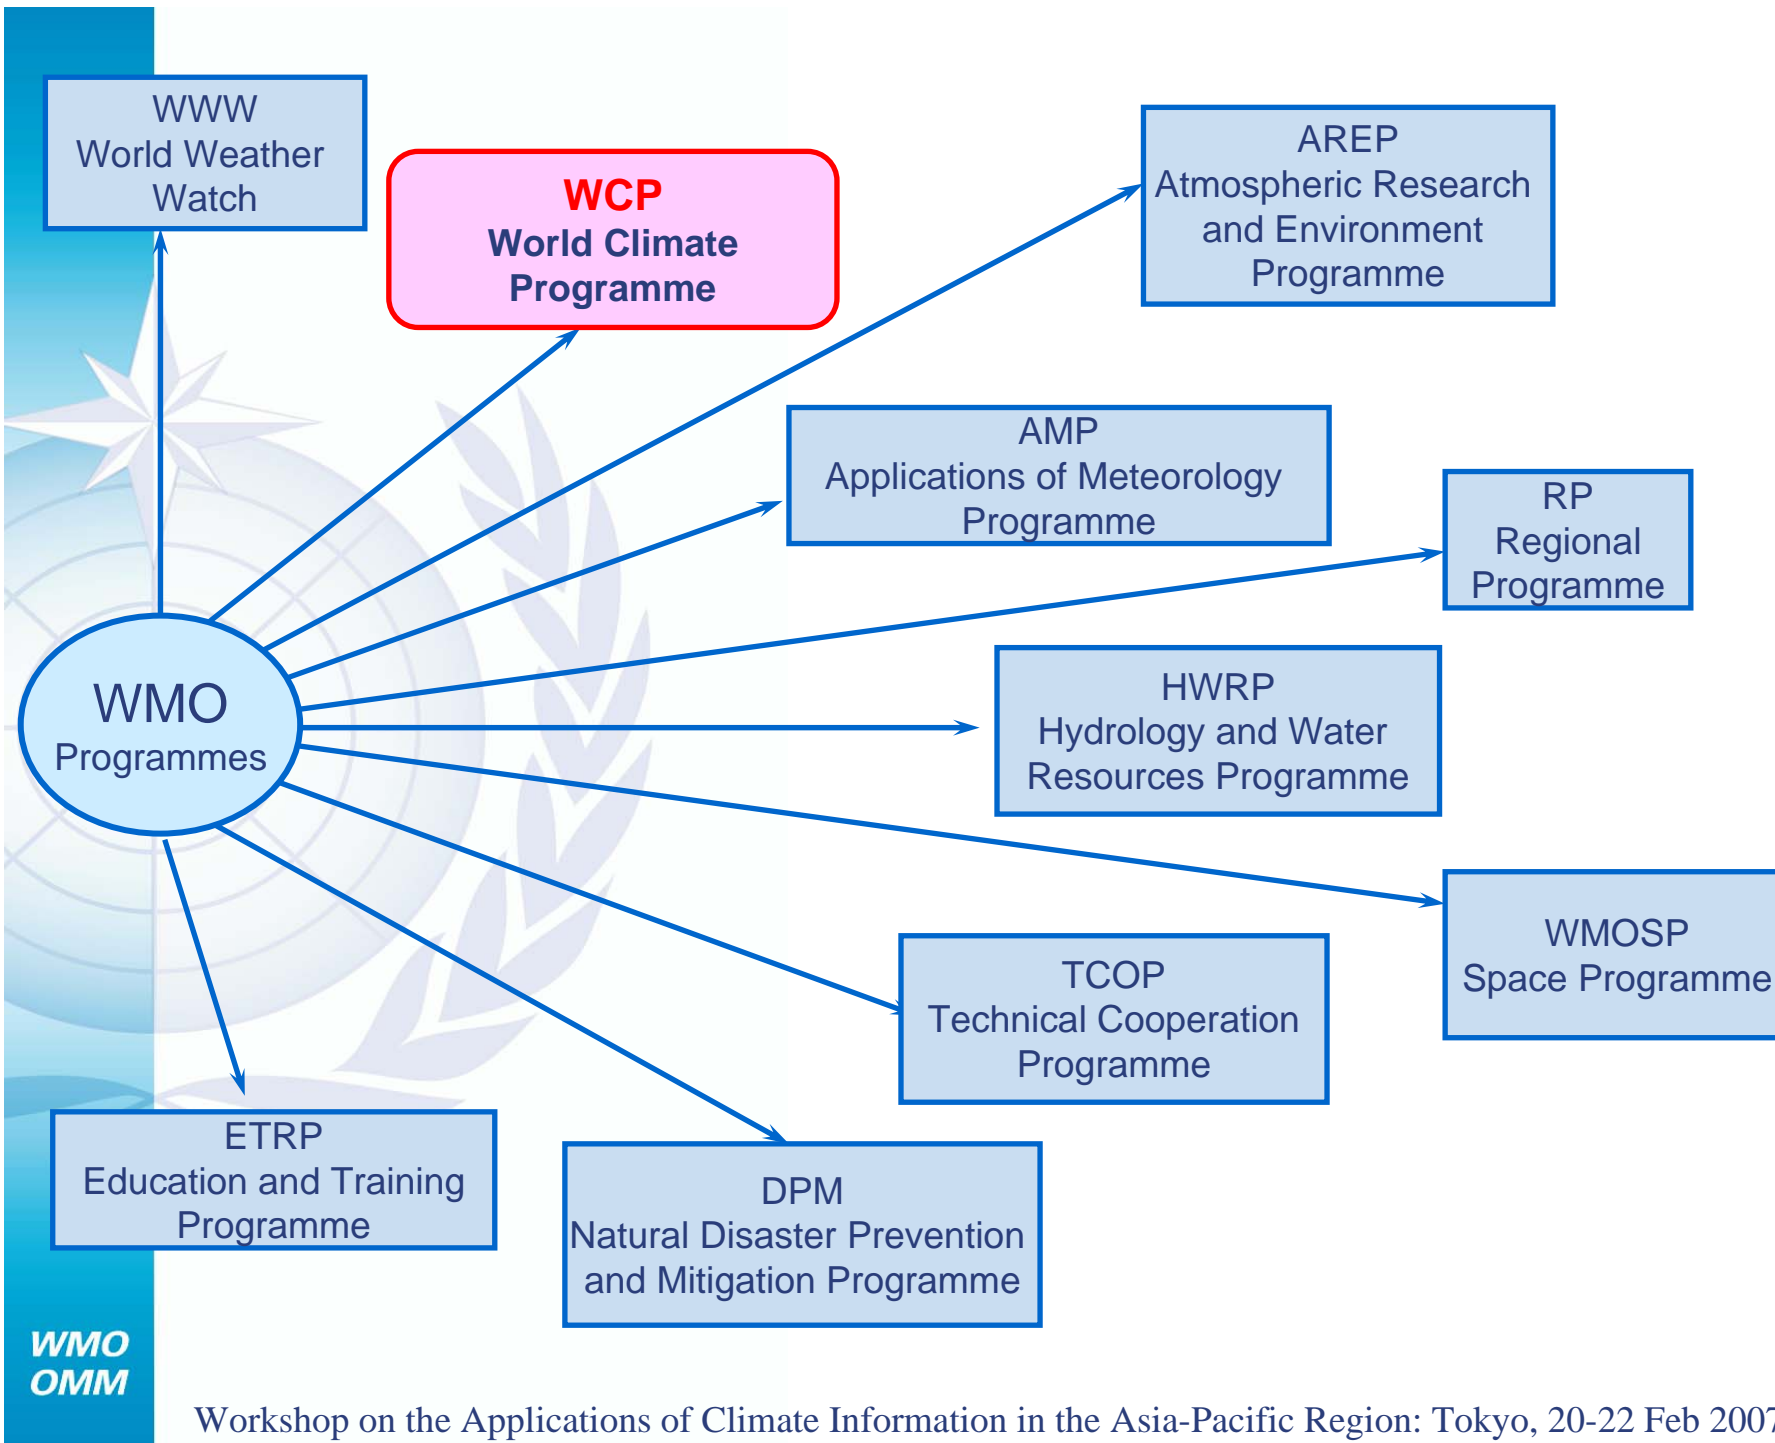 WWW
World Weather
Watch
WCP
World Climate
Programme
AREP
Atmospheric Research
and Environment
Programme
AMP
Applications of Meteorology
Programme
RP
Regional
Programme
WMO
Programmes
HWRP
Hydrology and Water
Resources Programme
WMOSP
Space Programme
TCOP
Technical Cooperation
Programme
ETRP
Education and Training
Programme
DPM
Natural Disaster Prevention
and Mitigation Programme
WMO
OMM
Workshop on the Applications of Climate Information in the Asia-Pacific Region: Tokyo, 20-22 Feb 2007